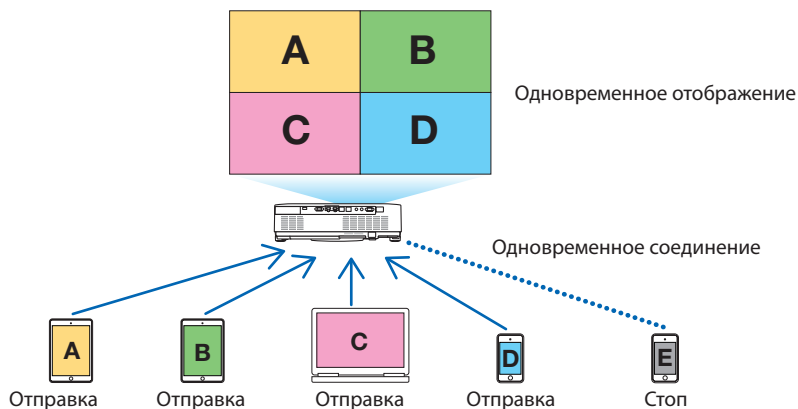 A B
Одновременное отображение
C D
Одновременное соединение
A B C D E
Отправка Отправка Отправка Отправка Стоп